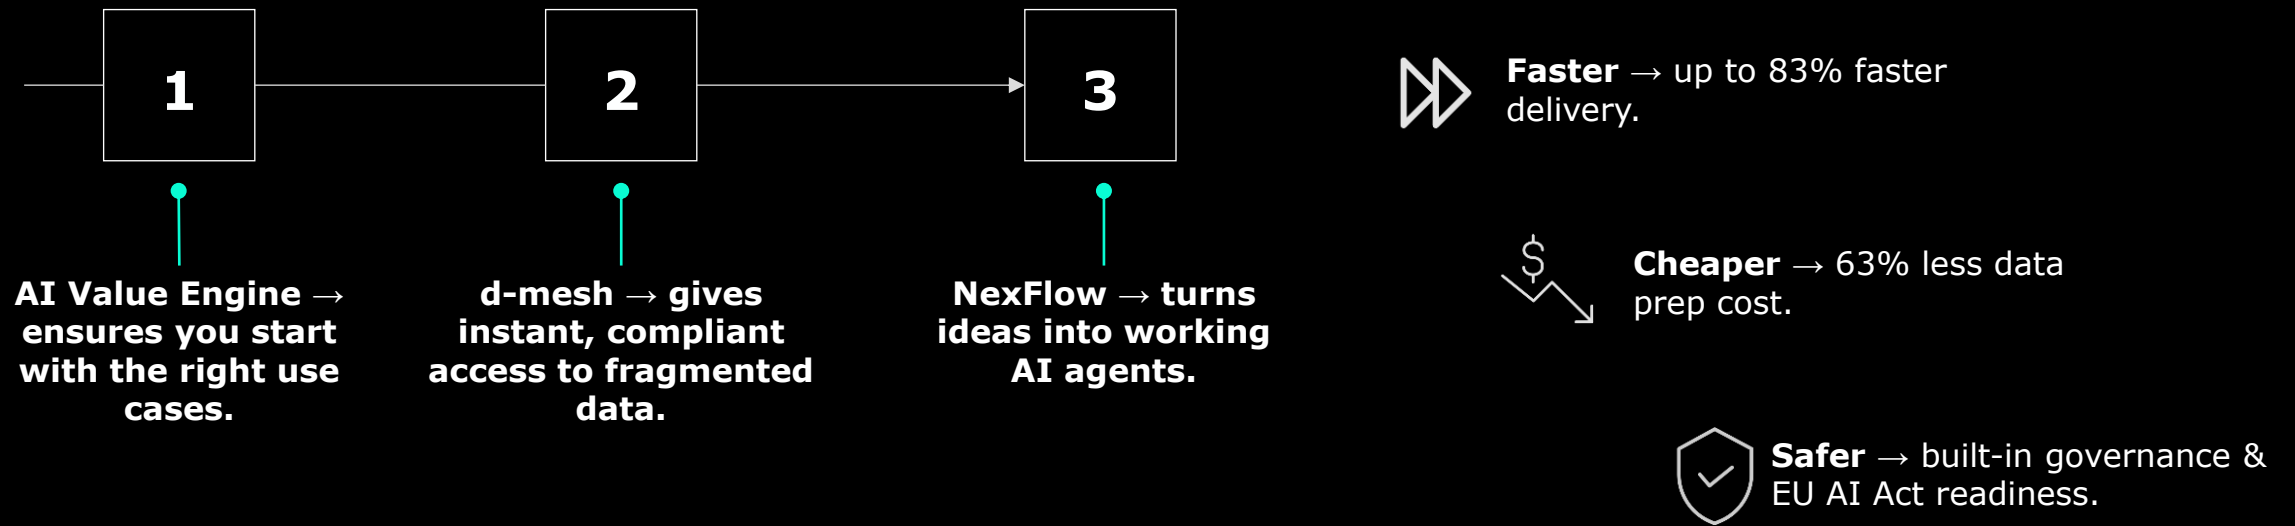 1
2
3
AI Value Engine →
ensures you start
with the right use
cases.
d-mesh → gives
instant, compliant
access to fragmented
data.
NexFlow → turns
ideas into working
AI agents.
Faster → up to 83% faster
delivery.
$
Cheaper → 63% less data
prep cost.
Safer → built-in governance &
EU AI Act readiness.